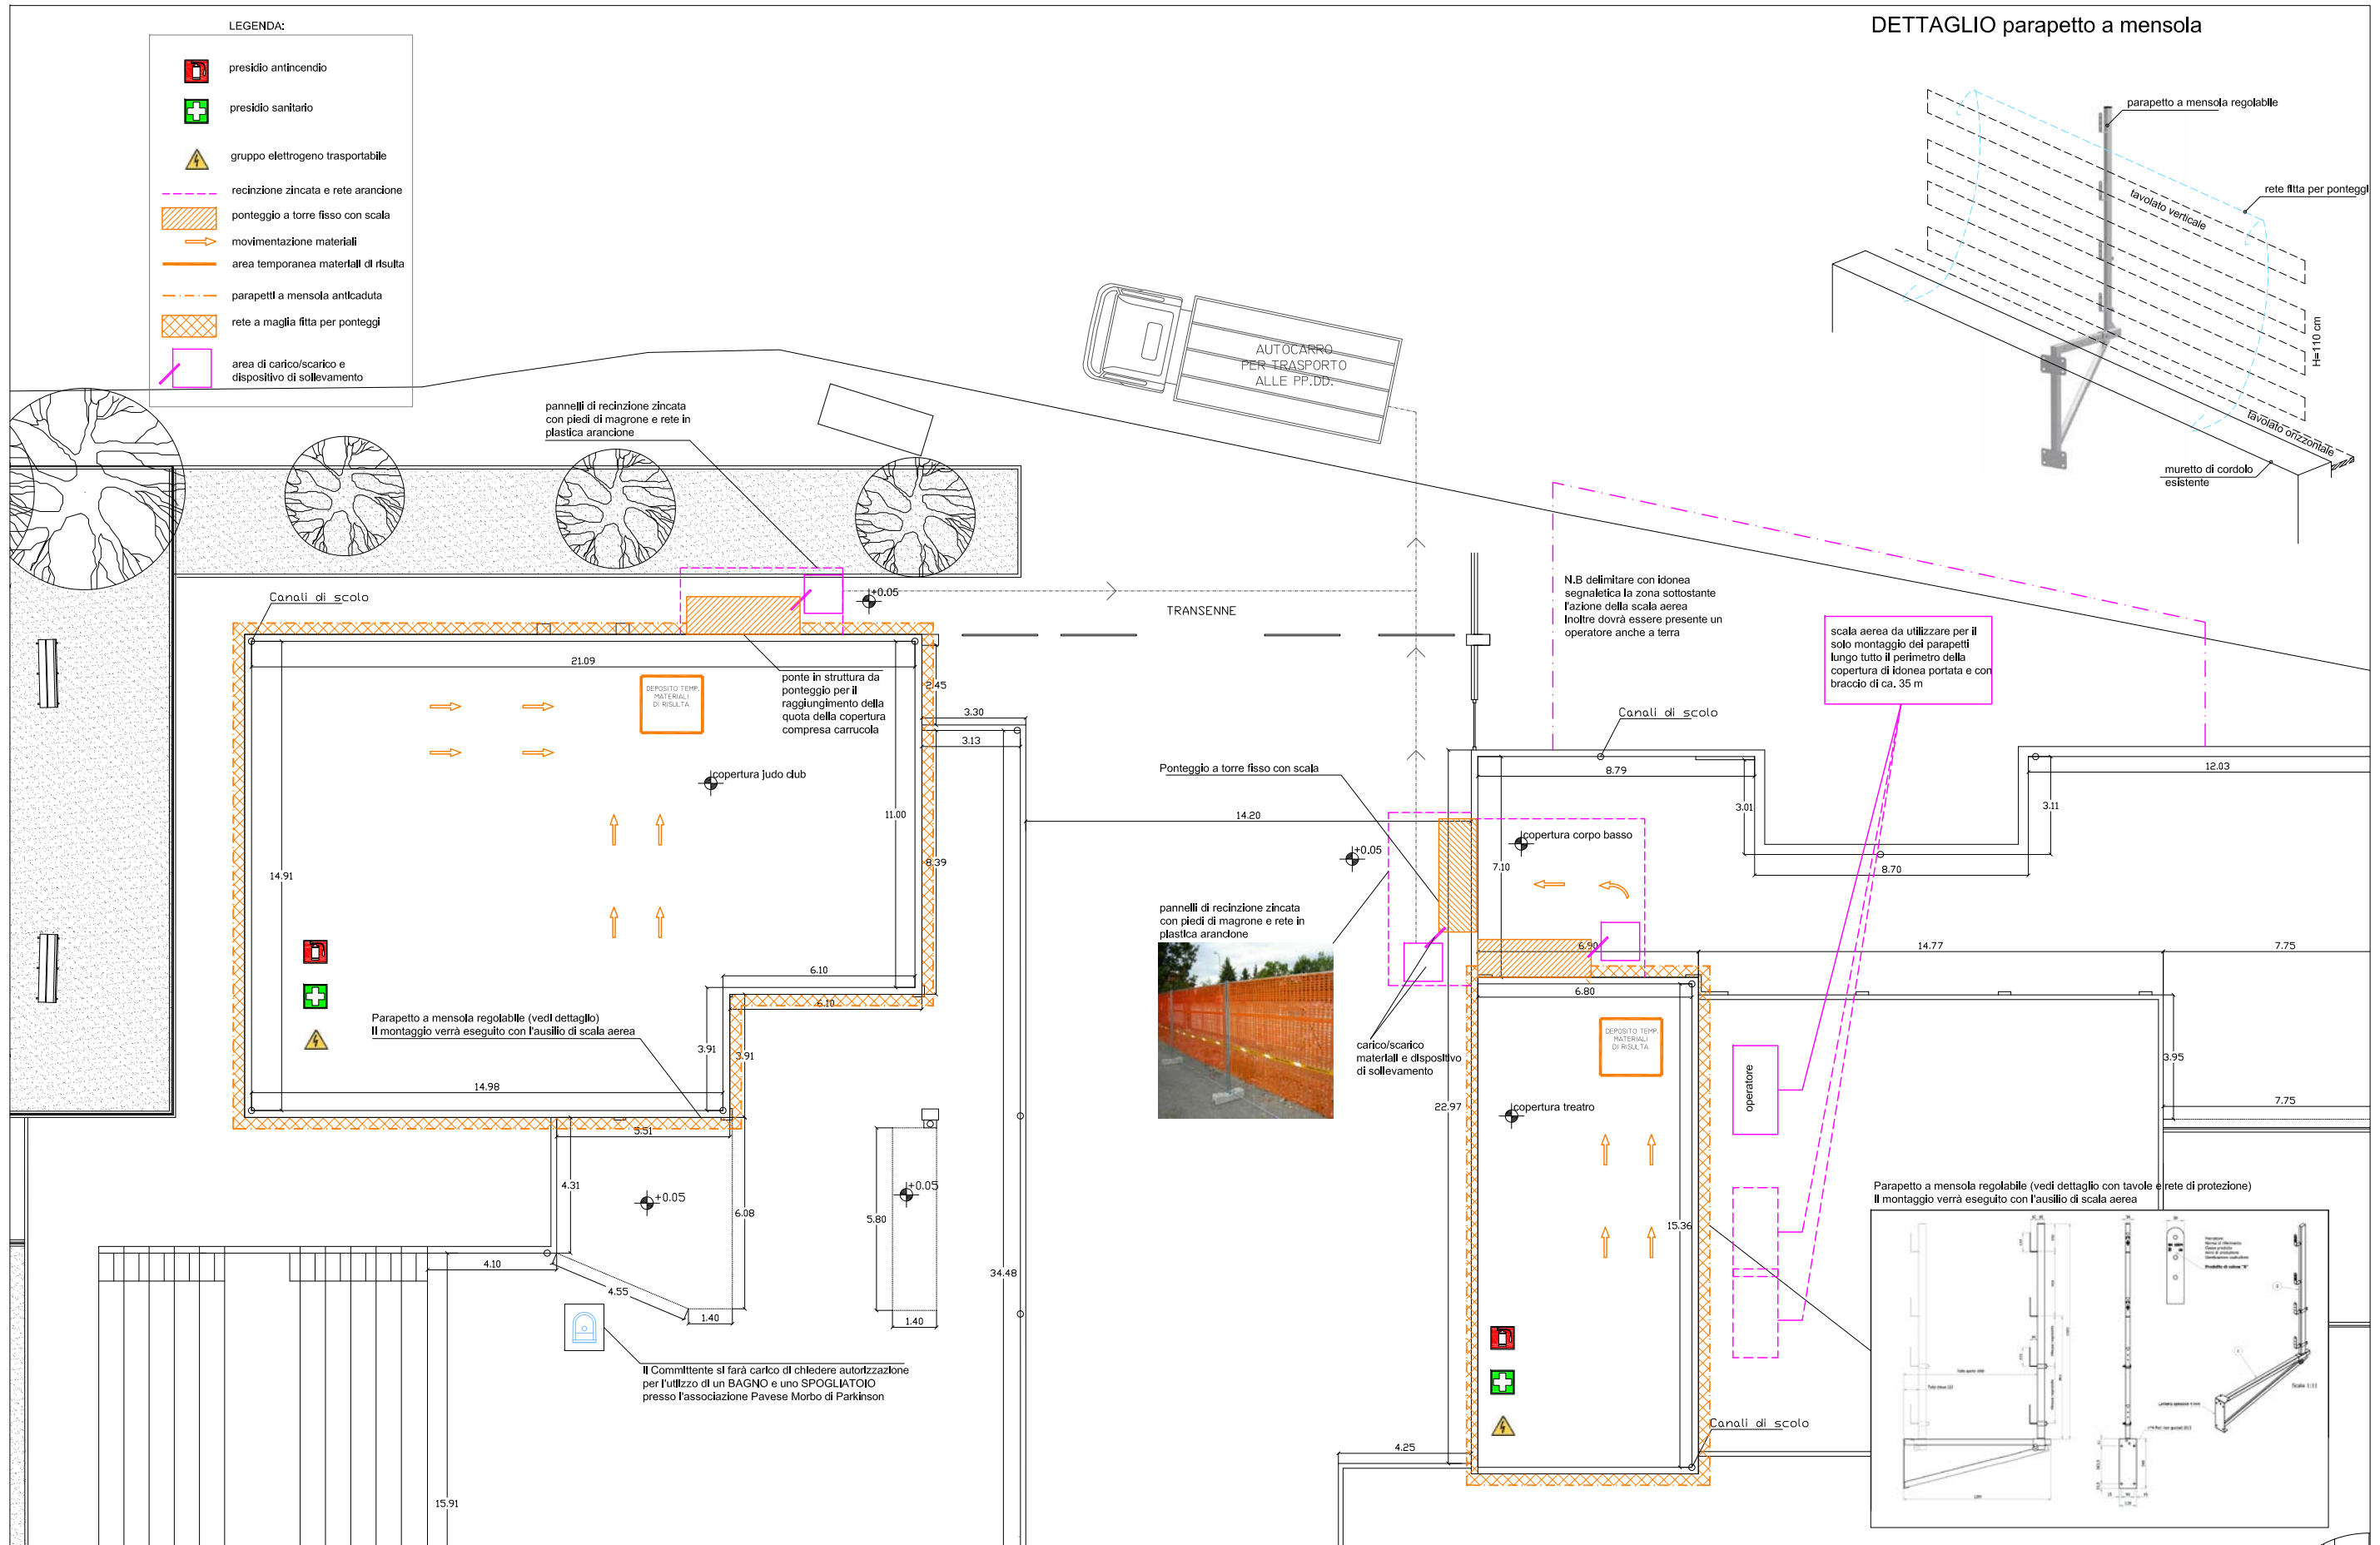 LEGENDA:
presidio antincendio
presidio sanitario
gruppo elettrogeno trasportabile
recinzione zincata e rete arancione
ponteggio a torre fisso con scala
movimentazione materiali
area temporanea materiali di risulta
parapetti a mensola anticaduta
rete a maglia fitta per ponteggi
area di carico/scarico e
dispositivo di sollevamento
DETTAGLIO parapetto a mensola
parapetto a mensola regolabile
rete fitta per ponteggi
tavolato verticale
H=110 cm
tavolato orizzontale
muretto di cordolo
esistente
AUTOCARRO
PER TRASPORTO
ALLE PP.DD.
pannelli di recinzione zincata
con piedi di magrone e rete in
plastica arancione
Canali di scolo
+0.05
TRANSENNE
N.B delimitare con idonea
segnaletica la zona sottostante
l'azione della scala aerea
Inoltre dovrà essere presente un
operatore anche a terra
scala aerea da utilizzare per il
solo montaggio dei parapetti
lungo tutto il perimetro della
copertura di idonea portata e con
braccio di ca. 35 m
21.09
DEPOSITO TEMP.
MATERIALI
DI RISULTA
ponte in struttura da
ponteggio per il
raggiungimento della
quota della copertura
compresa carrucola
2.45
3.30
3.13
copertura judo club
11.00
8.39
14.91
6.10
6.10
Parapetto a mensola regolabile (vedi dettaglio)
Il montaggio verrà eseguito con l'ausilio di scala aerea
3.91
3.91
14.98
5.51
4.31
+0.05
6.08
5.80
+0.05
4.10
4.55
1.40
1.40
34.48
15.91
Il Committente si farà carico di chiedere autorizzazione
per l'utilizzo di un BAGNO e uno SPOGLIATOIO
presso l'associazione Pavese Morbo di Parkinson
Ponteggio a torre fisso con scala
14.20
+0.05
pannelli di recinzione zincata
con piedi di magrone e rete in
plastica arancione
carico/scarico
materiali e dispositivo
di sollevamento
Canali di scolo
8.79
12.03
3.01
3.11
8.70
copertura corpo basso
7.10
6.90
14.77
7.75
6.80
DEPOSITO TEMP.
MATERIALI
DI RISULTA
operatore
3.95
7.75
22.97
copertura treatro
15.36
Canali di scolo
4.25
Parapetto a mensola regolabile (vedi dettaglio con tavole e rete di protezione)
Il montaggio verrà eseguito con l'ausilio di scala aerea
Scala 1:11